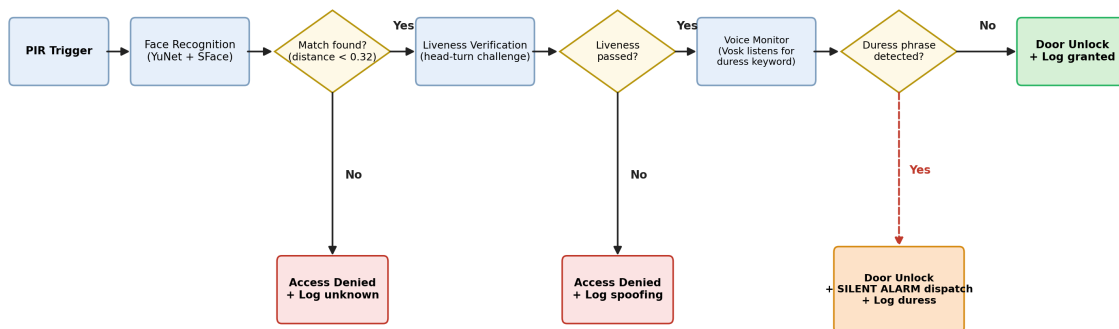 PIR Trigger
Face Recognition
(YuNet + SFace)
Match found?
(distance < 0.32)
Yes
Liveness Verification
(head-turn challenge)
Liveness
passed?
Yes
Voice Monitor
(Vosk listens for
duress keyword)
Duress phrase
detected?
No
Door Unlock
+ Log granted
No
No
Yes
Access Denied
+ Log unknown
Access Denied
+ Log spoofing
Door Unlock
+ SILENT ALARM dispatch
+ Log duress